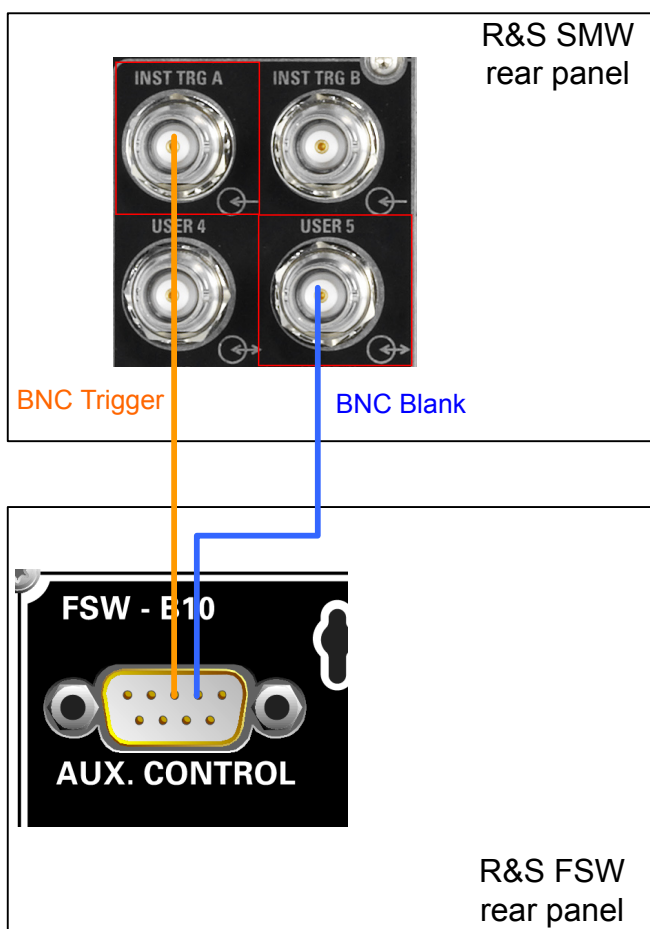 R&S SMW
rear panel
INST TRG A
INST TRG B
USER 4
USER 5
BNC Trigger
BNC Blank
FSW - B10
AUX. CONTROL
R&S FSW
rear panel